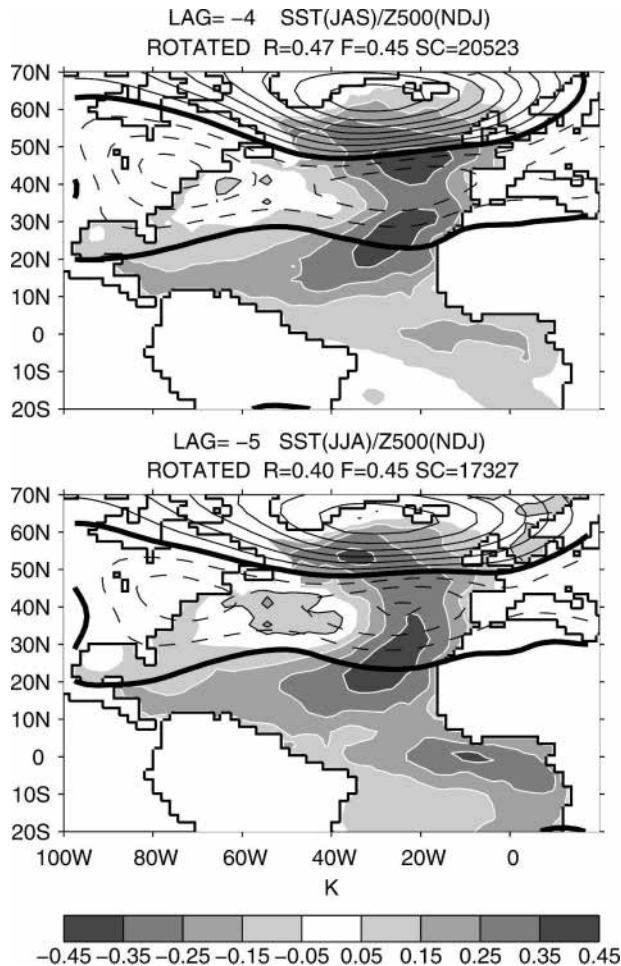 LAG= −4 SST(JAS)/Z500(NDJ)
ROTATED R=0.47 F=0.45 SC=20523
70N
60N
50N
40N
30N
20N
10N
0
10S
20S
LAG= −5 SST(JJA)/Z500(NDJ)
ROTATED R=0.40 F=0.45 SC=17327
70N
60N
50N
40N
30N
20N
10N
0
10S
20S
100W 80W 60W 40W 20W 0
K
−0.45 −0.35 −0.25 −0.15 −0.05 0.05 0.15 0.25 0.35 0.45